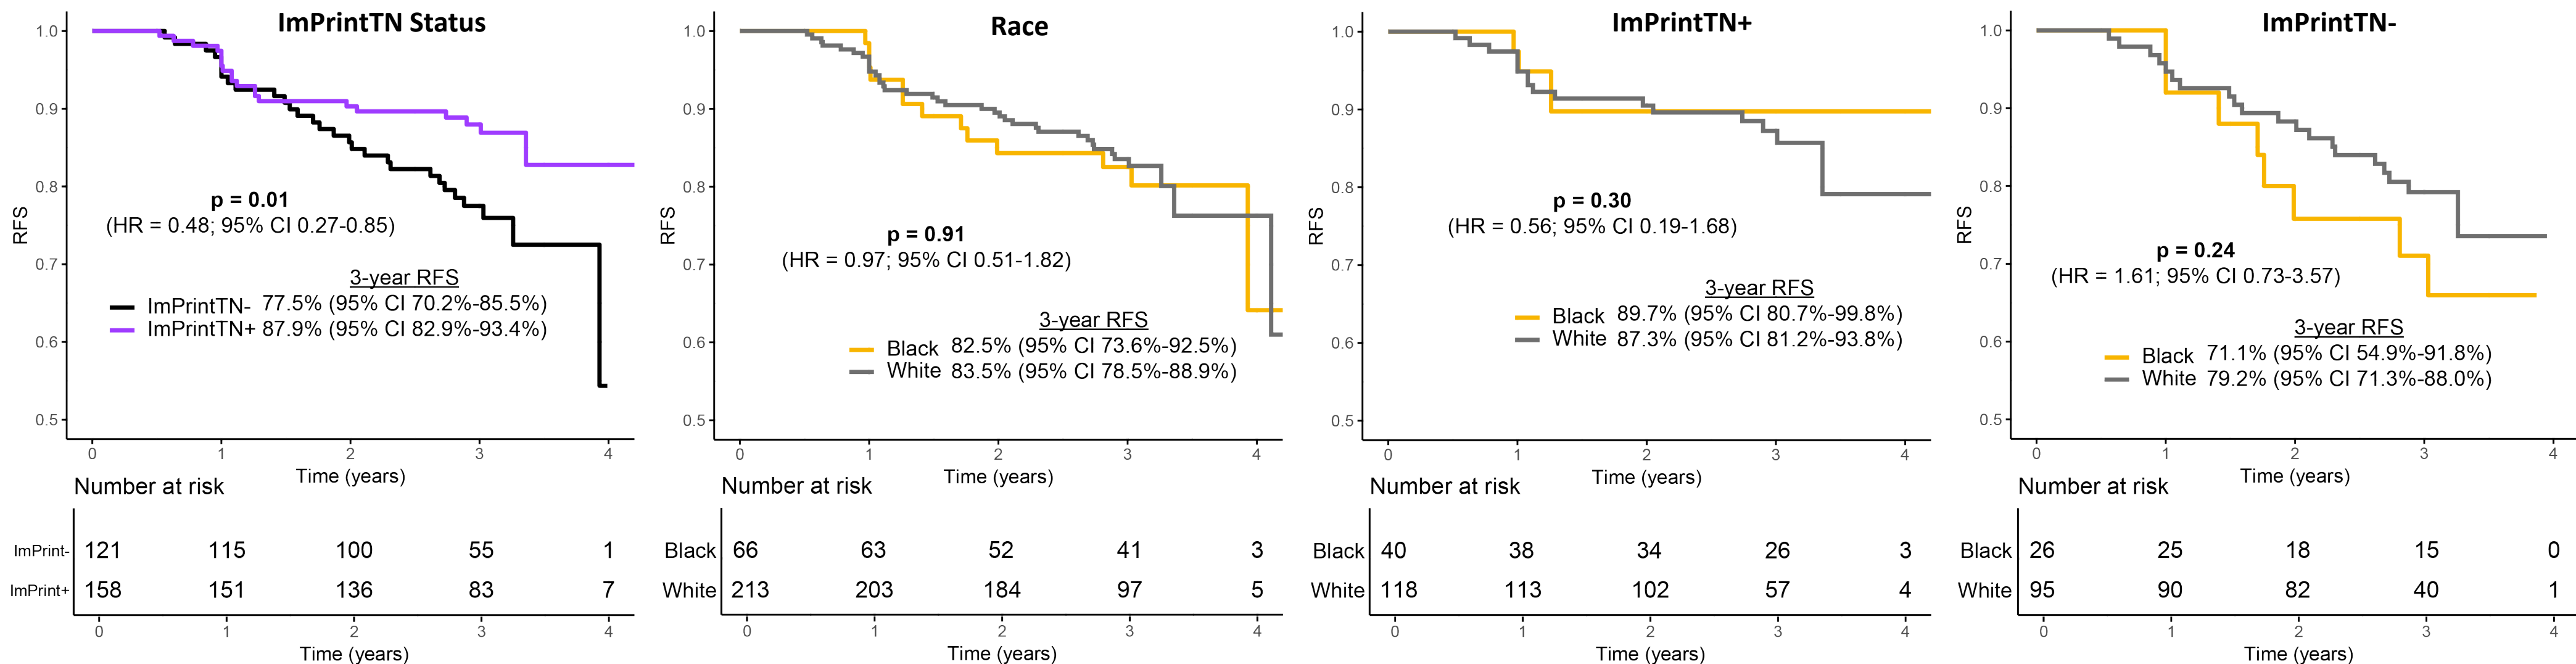 ImPrintTN Status
1.0
0.9
0.8
0.7
0.6
0.5
RFS
p = 0.01
(HR = 0.48; 95% CI 0.27-0.85)
3-year RFS
ImPrintTN- 77.5% (95% CI 70.2%-85.5%)
ImPrintTN+ 87.9% (95% CI 82.9%-93.4%)
0 1 2 3 4
Time (years)
Number at risk
ImPrint- 121 115 100 55 1
ImPrint+ 158 151 136 83 7
0 1 2 3 4
Time (years)
Race
1.0
0.9
0.8
0.7
0.6
0.5
RFS
p = 0.91
(HR = 0.97; 95% CI 0.51-1.82)
3-year RFS
Black 82.5% (95% CI 73.6%-92.5%)
White 83.5% (95% CI 78.5%-88.9%)
0 1 2 3 4
Time (years)
Number at risk
Black 66 63 52 41 3
White 213 203 184 97 5
0 1 2 3 4
Time (years)
ImPrintTN+
1.0
0.9
0.8
0.7
0.6
0.5
RFS
p = 0.30
(HR = 0.56; 95% CI 0.19-1.68)
3-year RFS
Black 89.7% (95% CI 80.7%-99.8%)
White 87.3% (95% CI 81.2%-93.8%)
0 1 2 3 4
Time (years)
Number at risk
Black 40 38 34 26 3
White 118 113 102 57 4
0 1 2 3 4
Time (years)
ImPrintTN-
1.0
0.9
0.8
0.7
0.6
0.5
RFS
p = 0.24
(HR = 1.61; 95% CI 0.73-3.57)
3-year RFS
Black 71.1% (95% CI 54.9%-91.8%)
White 79.2% (95% CI 71.3%-88.0%)
0 1 2 3 4
Time (years)
Number at risk
Black 26 25 18 15 0
White 95 90 82 40 1
0 1 2 3 4
Time (years)